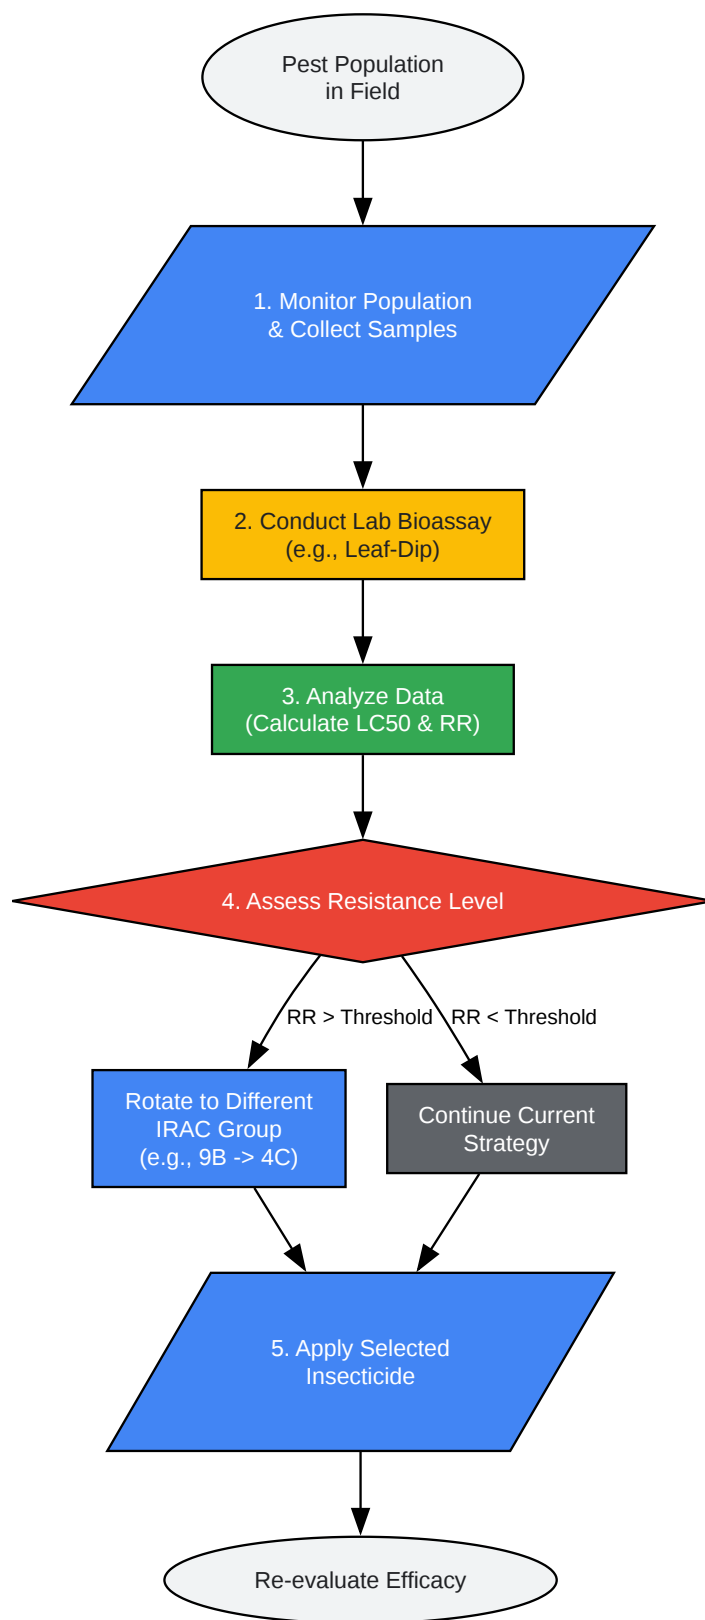 Pest Population
in Field
1. Monitor Population
& Collect Samples
2. Conduct Lab Bioassay
(e.g., Leaf-Dip)
3. Analyze Data
(Calculate LC50 & RR)
4. Assess Resistance Level
RR > Threshold
RR < Threshold
Rotate to Different
IRAC Group
(e.g., 9B -> 4C)
Continue Current
Strategy
5. Apply Selected
Insecticide
Re-evaluate Efficacy